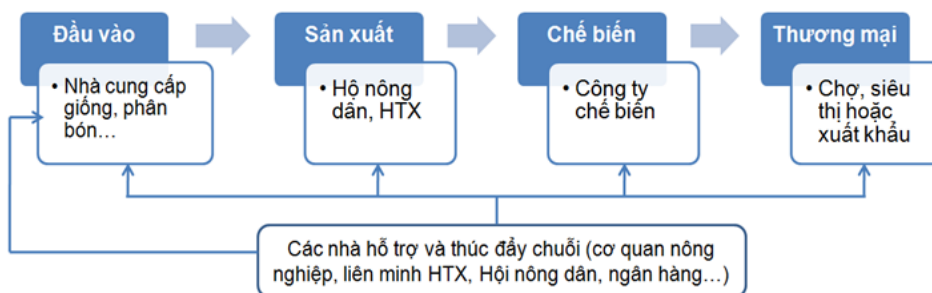 Đầu vào
Sản xuất
Chế biến
Thương mại
• Nhà cung cấp
giống, phân
bón…
• Hộ nông
dân, HTX
• Công ty
chế biến
• Chợ, siêu
thị hoặc
xuất khẩu
Các nhà hỗ trợ và thúc đẩy chuỗi (cơ quan nông
nghiệp, liên minh HTX, Hội nông dân, ngân hàng…)